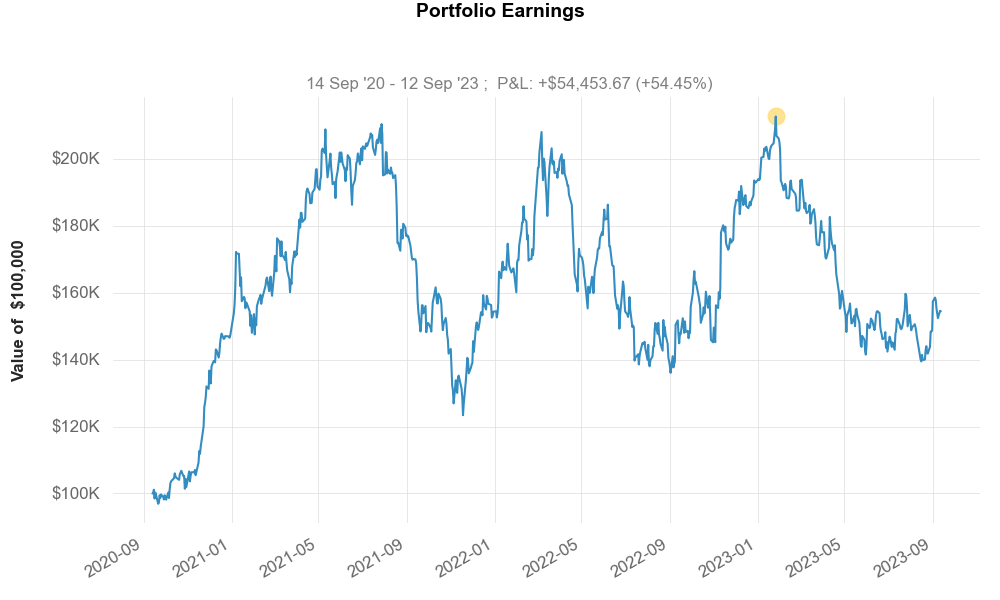 Portfolio Earnings
14 Sep '20 - 12 Sep '23 ;  P&L: +$54,453.67 (+54.45%)
Value of  $100,000
$200K
$180K
$160K
$140K
$120K
$100K
2020-09
2021-01
2021-05
2021-09
2022-01
2022-05
2022-09
2023-01
2023-05
2023-09